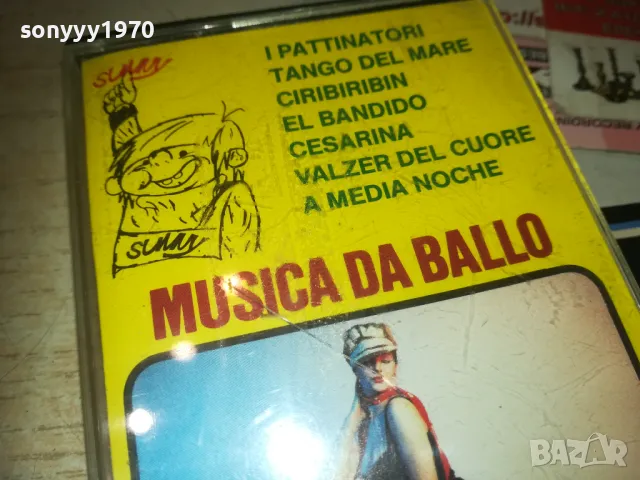 sonyyy1970
sunny
I PATTINATORI
TANGO DEL MARE
CIRIBIRIBIN
EL BANDIDO
CESARINA
VALZER DEL CUORE
A MEDIA NOCHE
sunny
MUSICA DA BALLO
BAZAR